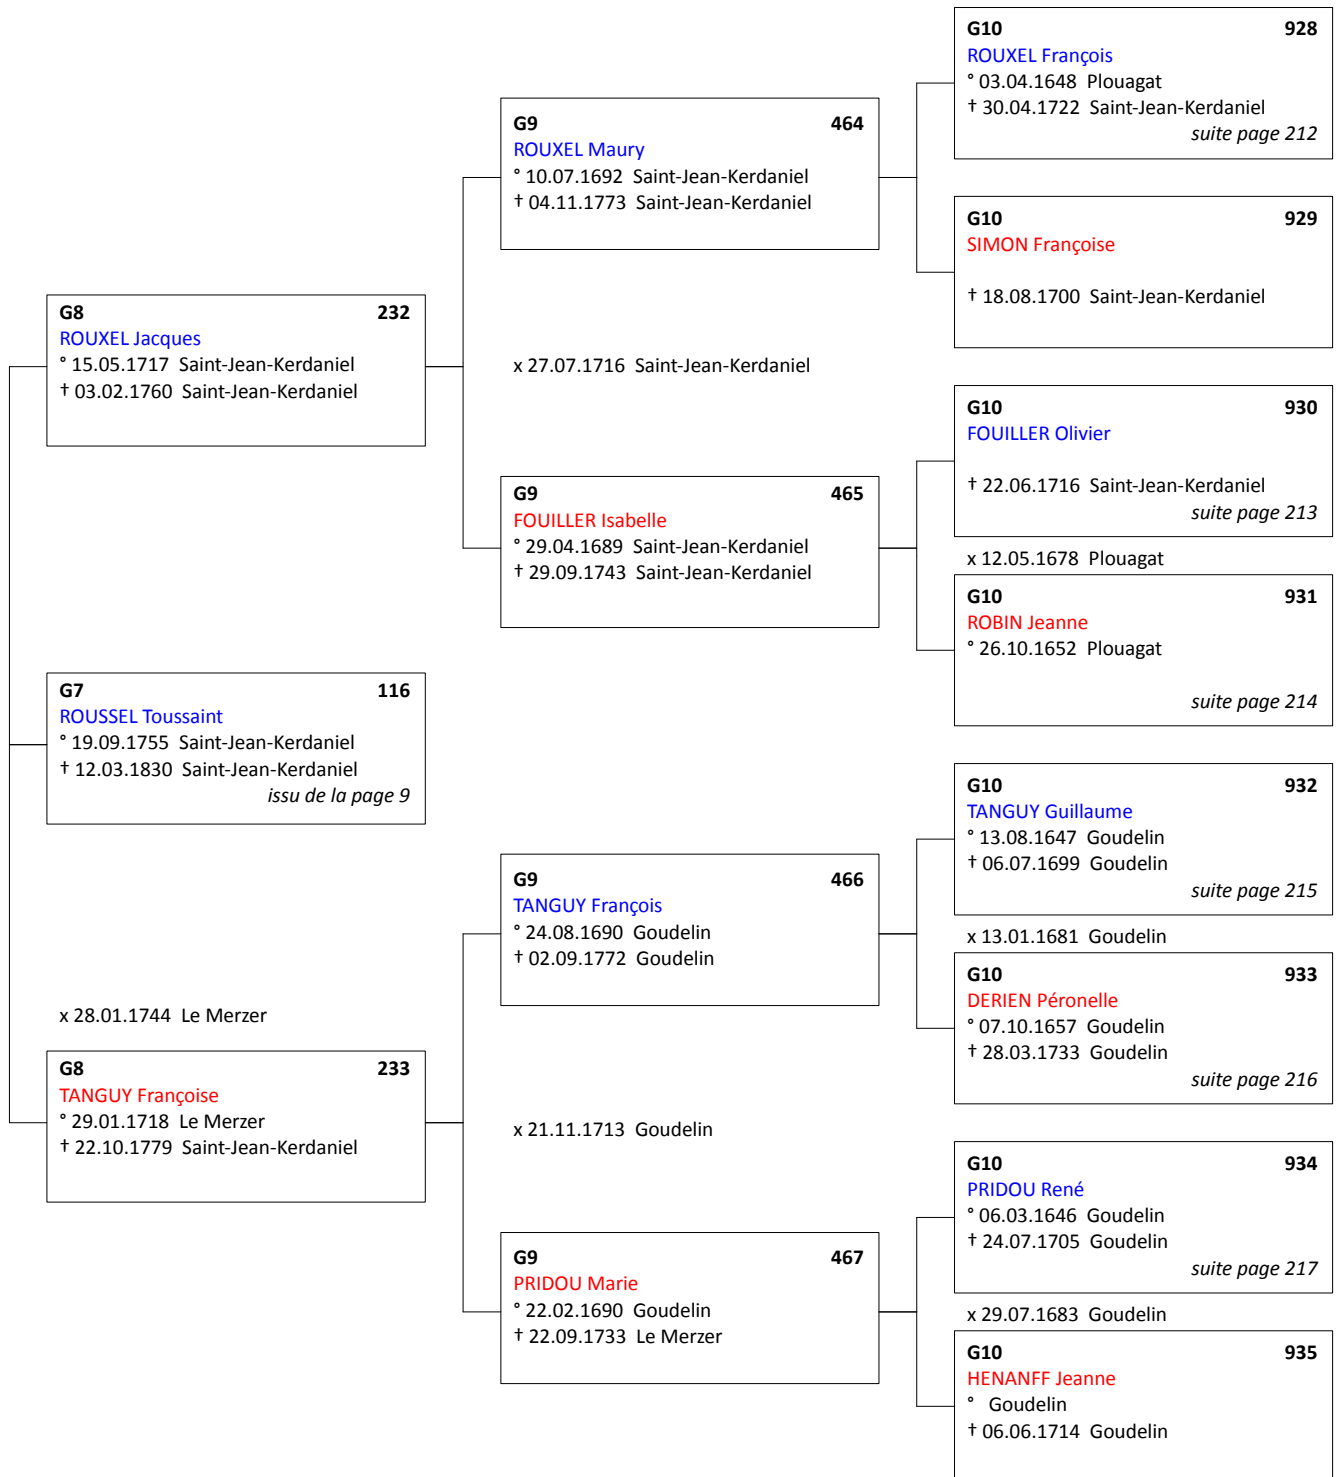 G10 928
ROUXEL François
° 03.04.1648 Plouagat
† 30.04.1722 Saint-Jean-Kerdaniel
suite page 212
G9 464
ROUXEL Maury
° 10.07.1692 Saint-Jean-Kerdaniel
† 04.11.1773 Saint-Jean-Kerdaniel
G10 929
SIMON Françoise
† 18.08.1700 Saint-Jean-Kerdaniel
G8 232
ROUXEL Jacques
° 15.05.1717 Saint-Jean-Kerdaniel
† 03.02.1760 Saint-Jean-Kerdaniel
x 27.07.1716 Saint-Jean-Kerdaniel
G10 930
FOUILLER Olivier
† 22.06.1716 Saint-Jean-Kerdaniel
suite page 213
G9 465
FOUILLER Isabelle
° 29.04.1689 Saint-Jean-Kerdaniel
† 29.09.1743 Saint-Jean-Kerdaniel
x 12.05.1678 Plouagat
G10 931
ROBIN Jeanne
° 26.10.1652 Plouagat
suite page 214
G7 116
ROUSSEL Toussaint
° 19.09.1755 Saint-Jean-Kerdaniel
† 12.03.1830 Saint-Jean-Kerdaniel
issu de la page 9
G10 932
TANGUY Guillaume
° 13.08.1647 Goudelin
† 06.07.1699 Goudelin
suite page 215
G9 466
TANGUY François
° 24.08.1690 Goudelin
† 02.09.1772 Goudelin
x 13.01.1681 Goudelin
G10 933
DERIEN Péronelle
° 07.10.1657 Goudelin
† 28.03.1733 Goudelin
suite page 216
x 28.01.1744 Le Merzer
G8 233
TANGUY Françoise
° 29.01.1718 Le Merzer
† 22.10.1779 Saint-Jean-Kerdaniel
x 21.11.1713 Goudelin
G10 934
PRIDOU René
° 06.03.1646 Goudelin
† 24.07.1705 Goudelin
suite page 217
G9 467
PRIDOU Marie
° 22.02.1690 Goudelin
† 22.09.1733 Le Merzer
x 29.07.1683 Goudelin
G10 935
HENANFF Jeanne
° Goudelin
† 06.06.1714 Goudelin